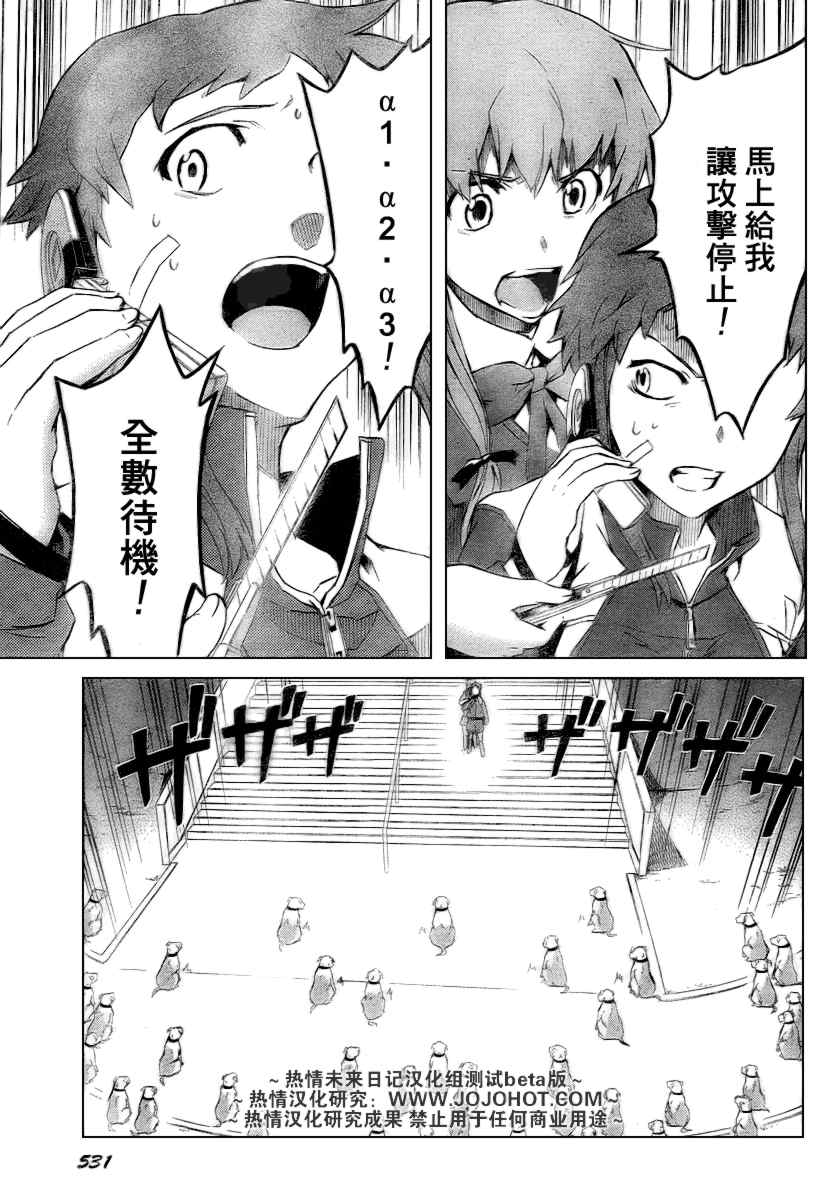 馬上給我
讓攻擊停止！
α1．α2．α3！
全數待機！
ザザザ
ザザザ
～热情未来日记汉化组测试beta版～
～热情汉化研究：WWW.JOJOHOT.COM～
～热情汉化研究成果 禁止用于任何商业用途～
531